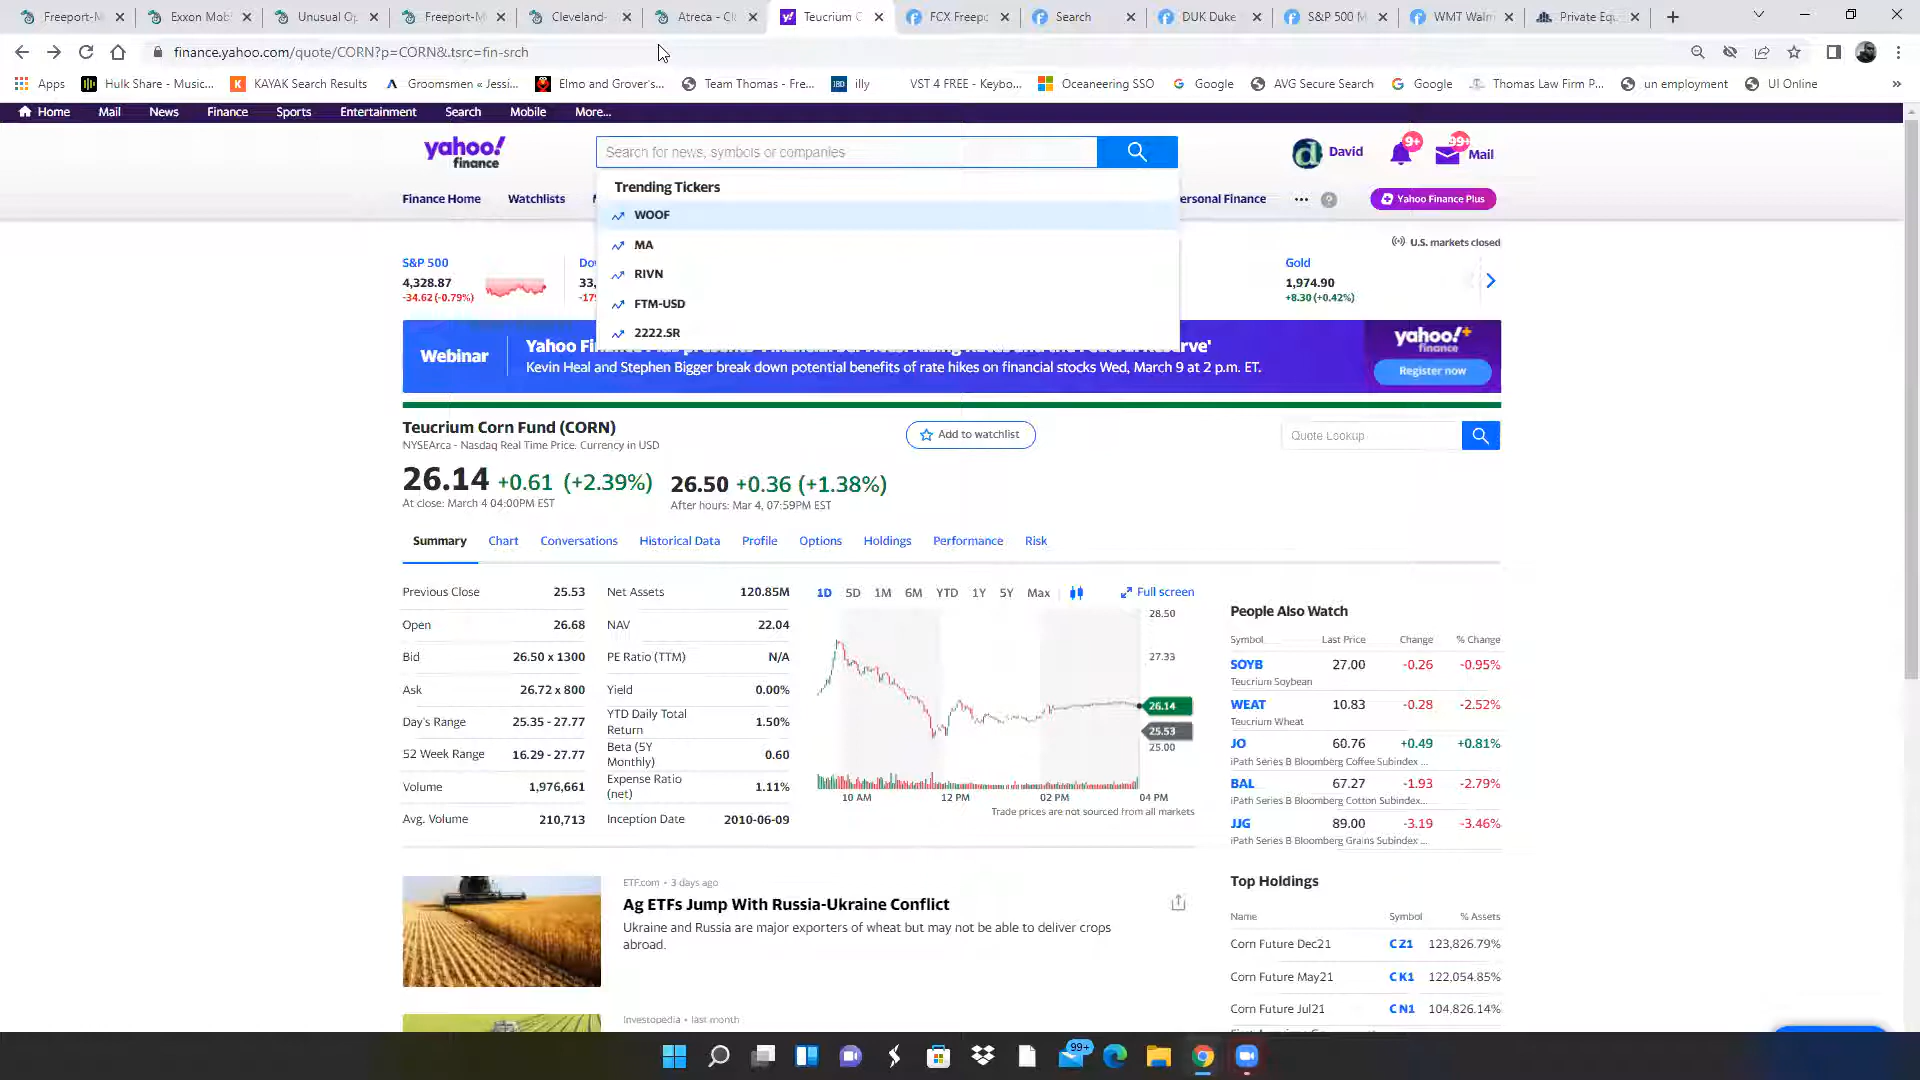 Freeport-M
Exxon Mob
Unusual Op
Freeport-M
Cleveland-
Atreca - Cl
Teucrium C
FCX Freepo
Search
DUK Duke
S&P 500 M
WMT Walm
Private Equ
finance.yahoo.com/quote/CORN?p=CORN&.tsrc=fin-srch
Apps
Hulk Share - Music...
KAYAK Search Results
Groomsmen « Jessi...
Elmo and Grover's...
Team Thomas - Fre...
illy
VST 4 FREE - Keybo...
Oceaneering SSO
Google
AVG Secure Search
Google
Thomas Law Firm P...
un employment
UI Online
»
Home
Mail
News
Finance
Sports
Entertainment
Search
Mobile
More...
yahoo!
finance
Search for news, symbols or companies
David
9+
99+
Mail
Finance Home
Watchlists
ersonal Finance
...
?
Yahoo Finance Plus
Trending Tickers
WOOF
MA
RIVN
FTM-USD
2222.SR
U.S. markets closed
S&P 500
4,328.87
-34.62 (-0.79%)
Do
33,
-179
Gold
1,974.90
+8.30 (+0.42%)
Webinar
Kevin Heal and Stephen Bigger break down potential benefits of rate hikes on financial stocks Wed, March 9 at 2 p.m. ET.
yahoo!+
finance
Register now
Teucrium Corn Fund (CORN)
NYSEArca - Nasdaq Real Time Price. Currency in USD
Add to watchlist
Quote Lookup
26.14 +0.61 (+2.39%)
At close: March 4 04:00PM EST
26.50 +0.36 (+1.38%)
After hours: Mar 4, 07:59PM EST
Summary
Chart
Conversations
Historical Data
Profile
Options
Holdings
Performance
Risk
Previous Close 25.53
Open 26.68
Bid 26.50 x 1300
Ask 26.72 x 800
Day's Range 25.35 - 27.77
52 Week Range 16.29 - 27.77
Volume 1,976,661
Avg. Volume 210,713
Net Assets 120.85M
NAV 22.04
PE Ratio (TTM) N/A
Yield 0.00%
YTD Daily Total
Return 1.50%
Beta (5Y
Monthly) 0.60
Expense Ratio
(net) 1.11%
Inception Date 2010-06-09
1D 5D 1M 6M YTD 1Y 5Y Max
Full screen
28.50
27.33
26.14
25.53
25.00
10 AM 12 PM 02 PM 04 PM
Trade prices are not sourced from all markets
People Also Watch
Symbol Last Price Change % Change
SOYB 27.00 -0.26 -0.95%
Teucrium Soybean
WEAT 10.83 -0.28 -2.52%
Teucrium Wheat
JO 60.76 +0.49 +0.81%
iPath Series B Bloomberg Coffee Subindex ...
BAL 67.27 -1.93 -2.79%
iPath Series B Bloomberg Cotton Subindex...
JJG 89.00 -3.19 -3.46%
iPath Series B Bloomberg Grains Subindex ...
Top Holdings
Name Symbol % Assets
Corn Future Dec21 C Z1 123,826.79%
Corn Future May21 C K1 122,054.85%
Corn Future Jul21 C N1 104,826.14%
ETF.com • 3 days ago
Ag ETFs Jump With Russia-Ukraine Conflict
Ukraine and Russia are major exporters of wheat but may not be able to deliver crops
abroad.
Investopedia • last month
99+